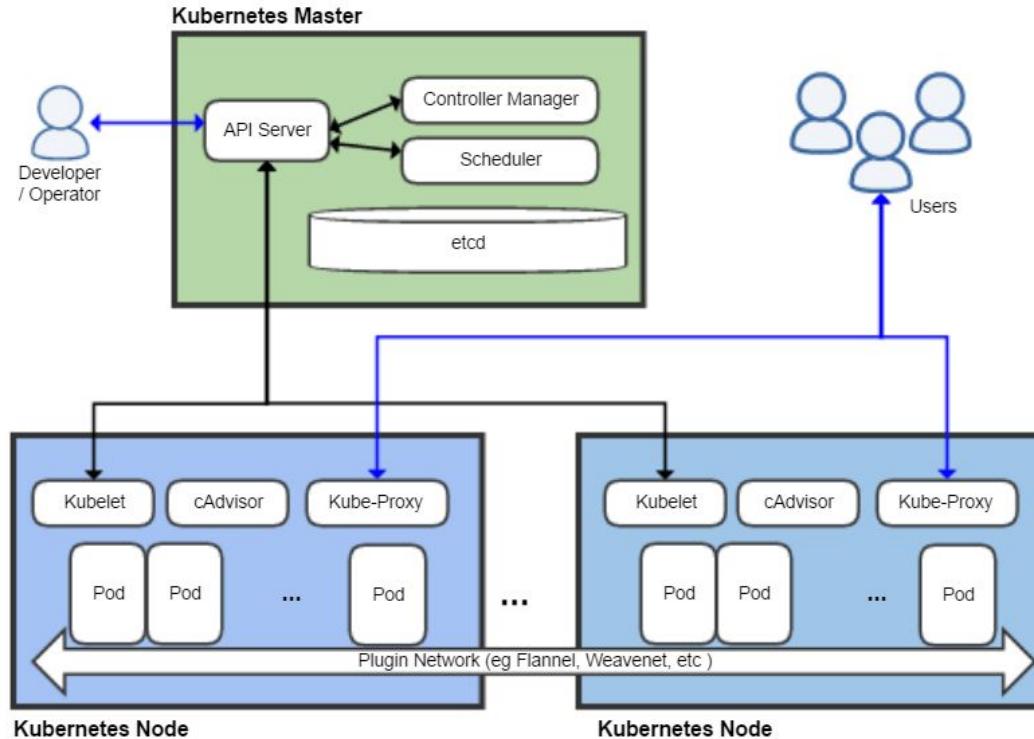 Kubernetes Master
Controller Manager
API Server
Scheduler
Developer
/ Operator
Users
etcd
Kubelet
cAdvisor
Kube-Proxy
Kubelet
cAdvisor
Kube-Proxy
Pod
Pod
...
Pod
...
Pod
Pod
...
Pod
Plugin Network (eg Flannel, Weavenet, etc )
Kubernetes Node
Kubernetes Node